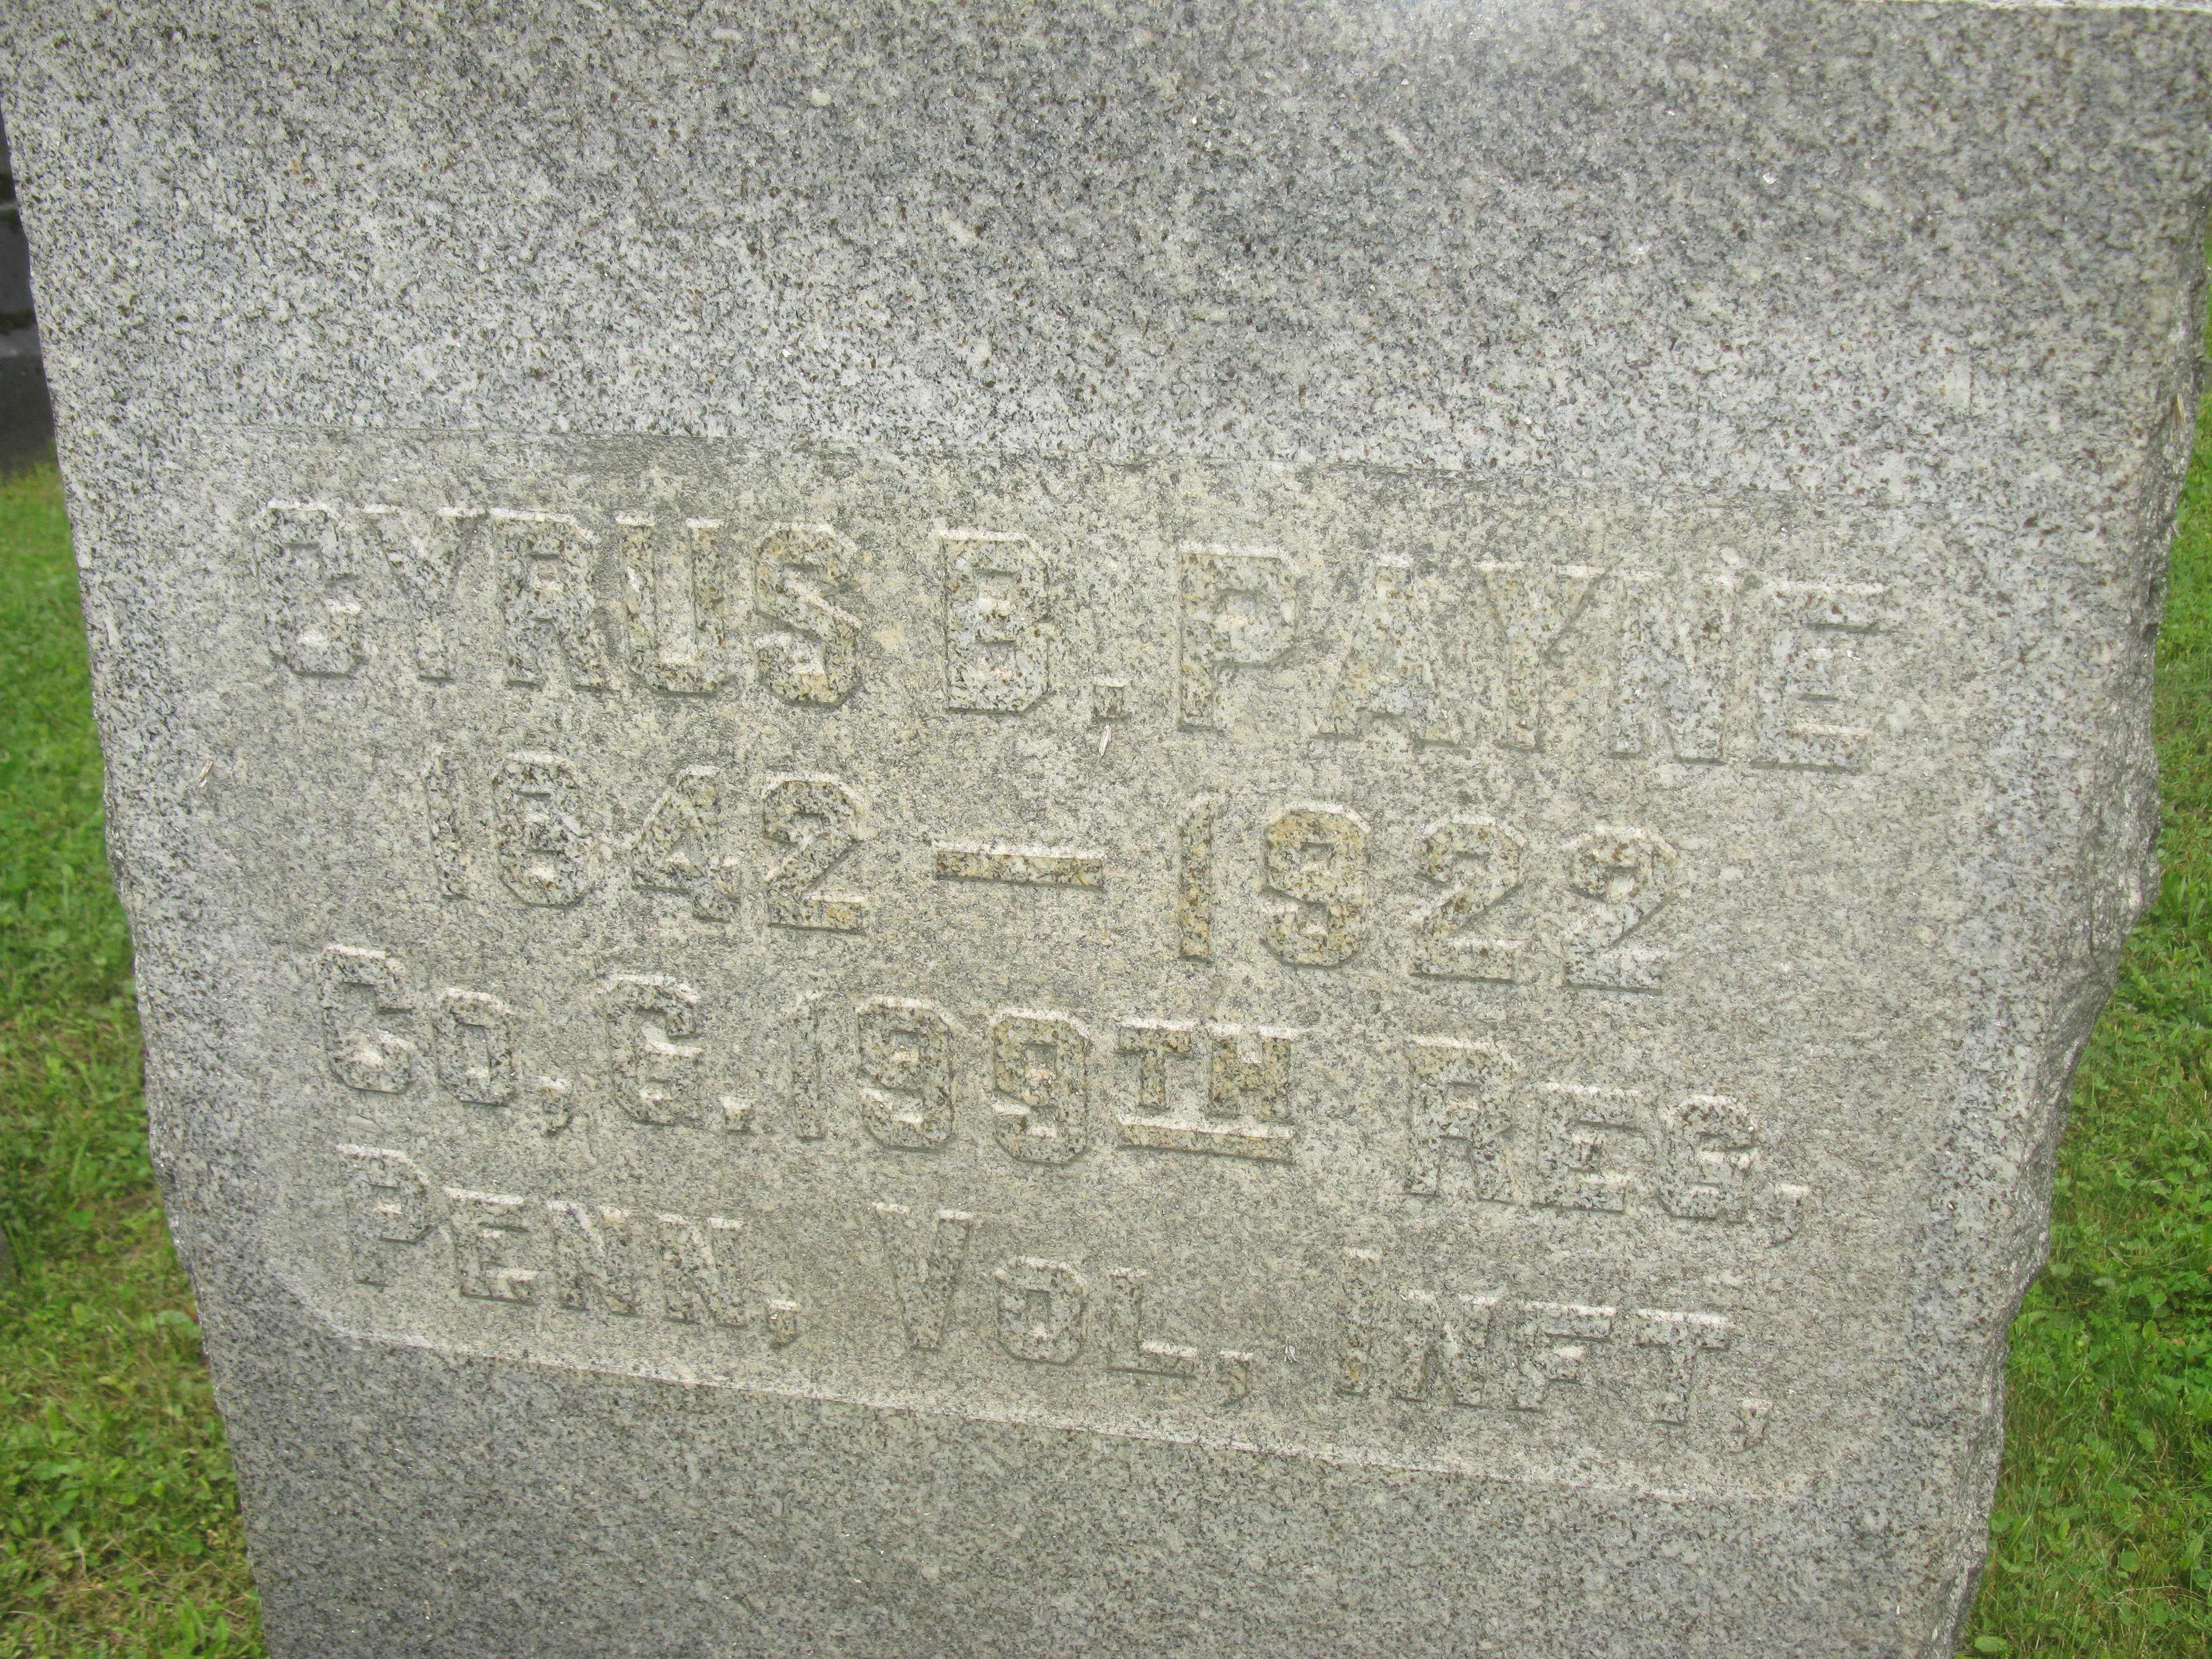 CYRUS B. PAYNE
1842 — 1922
CO, C. 199TH REG,
PENN, VOL, INFT,